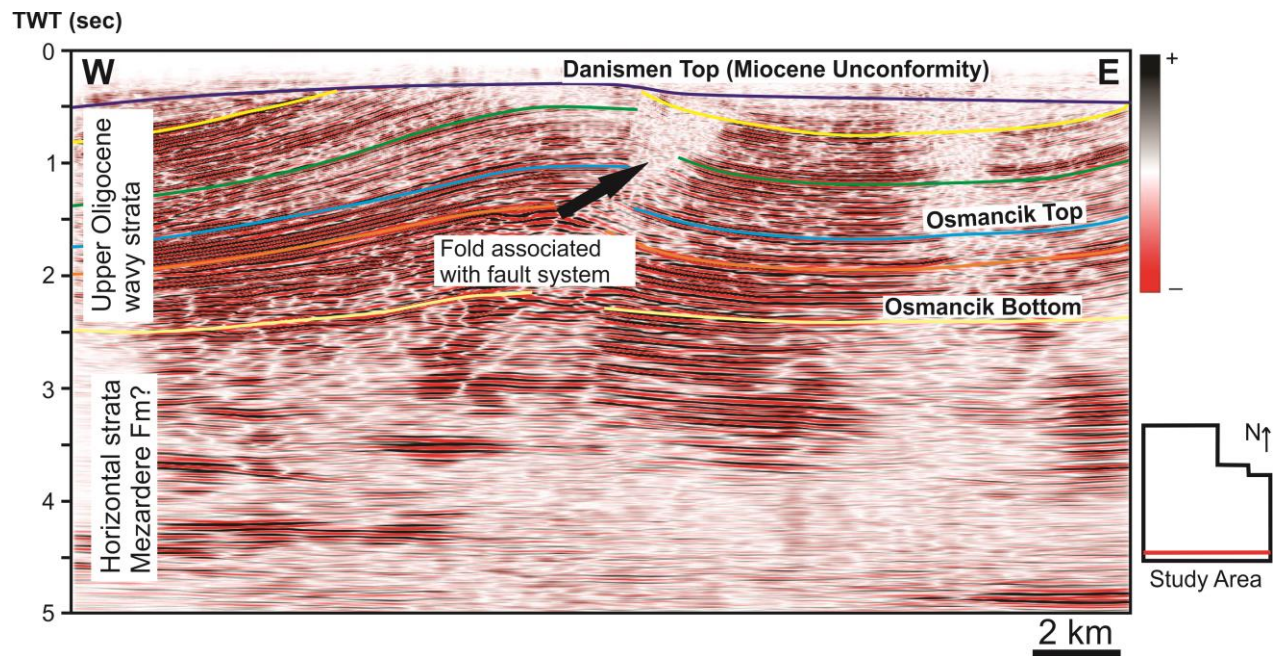 TWT (sec)
0
1
2
3
4
5
W
Danismen Top (Miocene Unconformity)
E
Upper Oligocene
wavy strata
Fold associated
with fault system
Osmancik Top
Osmancik Bottom
Horizontal strata
Mezardere Fm?
+
–
N↑
Study Area
2 km